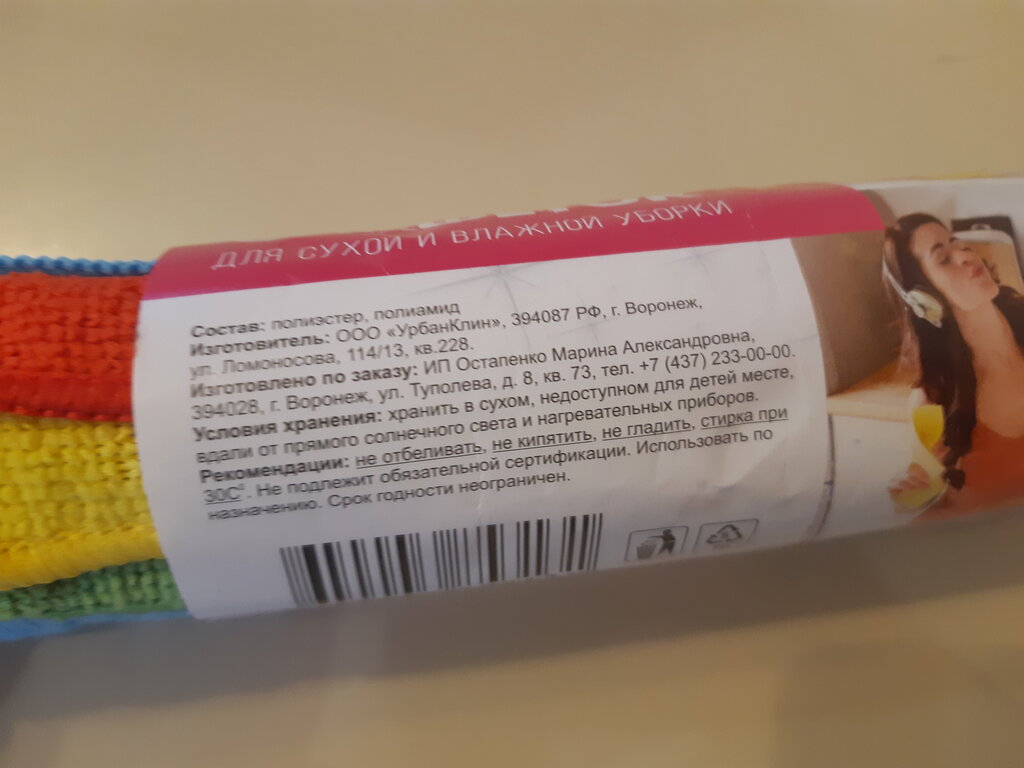 ДЛЯ СУХОЙ И ВЛАЖНОЙ УБОРКИ
Состав: полиэстер, полиамид
Изготовитель: ООО «УрбанКлин», 394087 РФ, г. Воронеж,
ул. Ломоносова, 114/13, кв.228.
Изготовлено по заказу: ИП Остапенко Марина Александровна,
394028, г. Воронеж, ул. Туполева, д. 8, кв. 73, тел. +7 (437) 233-00-00.
Условия хранения: хранить в сухом, недоступном для детей месте,
вдали от прямого солнечного света и нагревательных приборов.
Рекомендации: не отбеливать, не кипятить, не гладить, стирка при
30С°. Не подлежит обязательной сертификации. Использовать по
назначению. Срок годности неограничен.